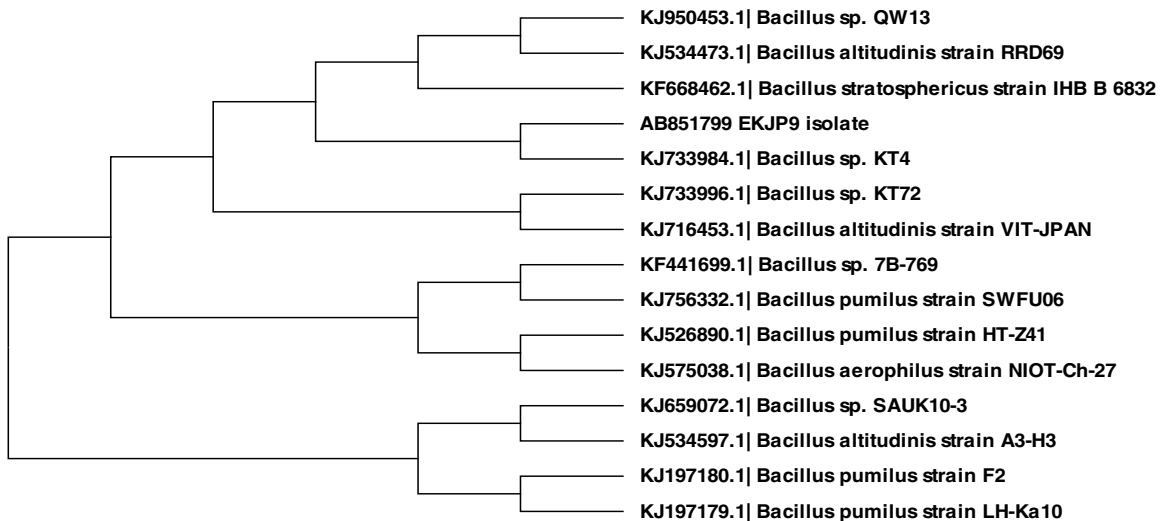 KJ950453.1| Bacillus sp. QW13
KJ534473.1| Bacillus altitudinis strain RRD69
KF668462.1| Bacillus stratosphericus strain IHB B 6832
AB851799 EKJP9 isolate
KJ733984.1| Bacillus sp. KT4
KJ733996.1| Bacillus sp. KT72
KJ716453.1| Bacillus altitudinis strain VIT-JPAN
KF441699.1| Bacillus sp. 7B-769
KJ756332.1| Bacillus pumilus strain SWFU06
KJ526890.1| Bacillus pumilus strain HT-Z41
KJ575038.1| Bacillus aerophilus strain NIOT-Ch-27
KJ659072.1| Bacillus sp. SAUK10-3
KJ534597.1| Bacillus altitudinis strain A3-H3
KJ197180.1| Bacillus pumilus strain F2
KJ197179.1| Bacillus pumilus strain LH-Ka10